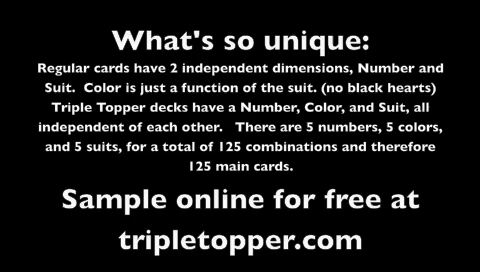 What's so unique:
Regular cards have 2 independent dimensions, Number and
Suit.  Color is just a function of the suit. (no black hearts)
Triple Topper decks have a Number, Color, and Suit, all
independent of each other.   There are 5 numbers, 5 colors,
and 5 suits, for a total of 125 combinations and therefore
125 main cards.
Sample online for free at
tripletopper.com